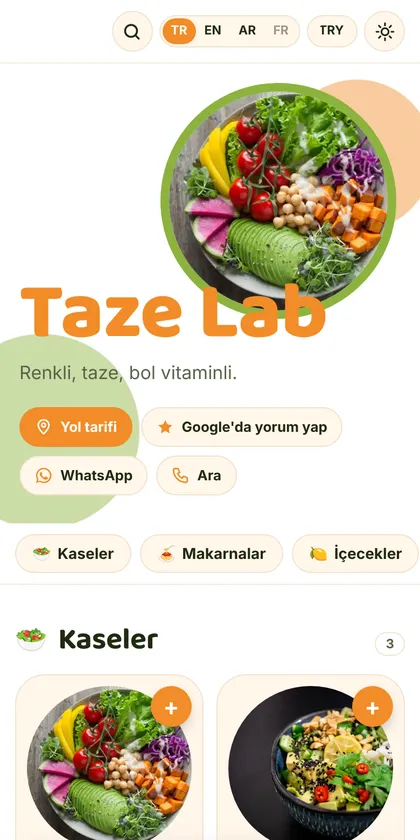 TR EN AR FR TRY
Taze Lab
Renkli, taze, bol vitaminli.
Yol tarifi Google'da yorum yap
WhatsApp Ara
Kaseler Makarnalar İçecekler
Kaseler 3
+ +